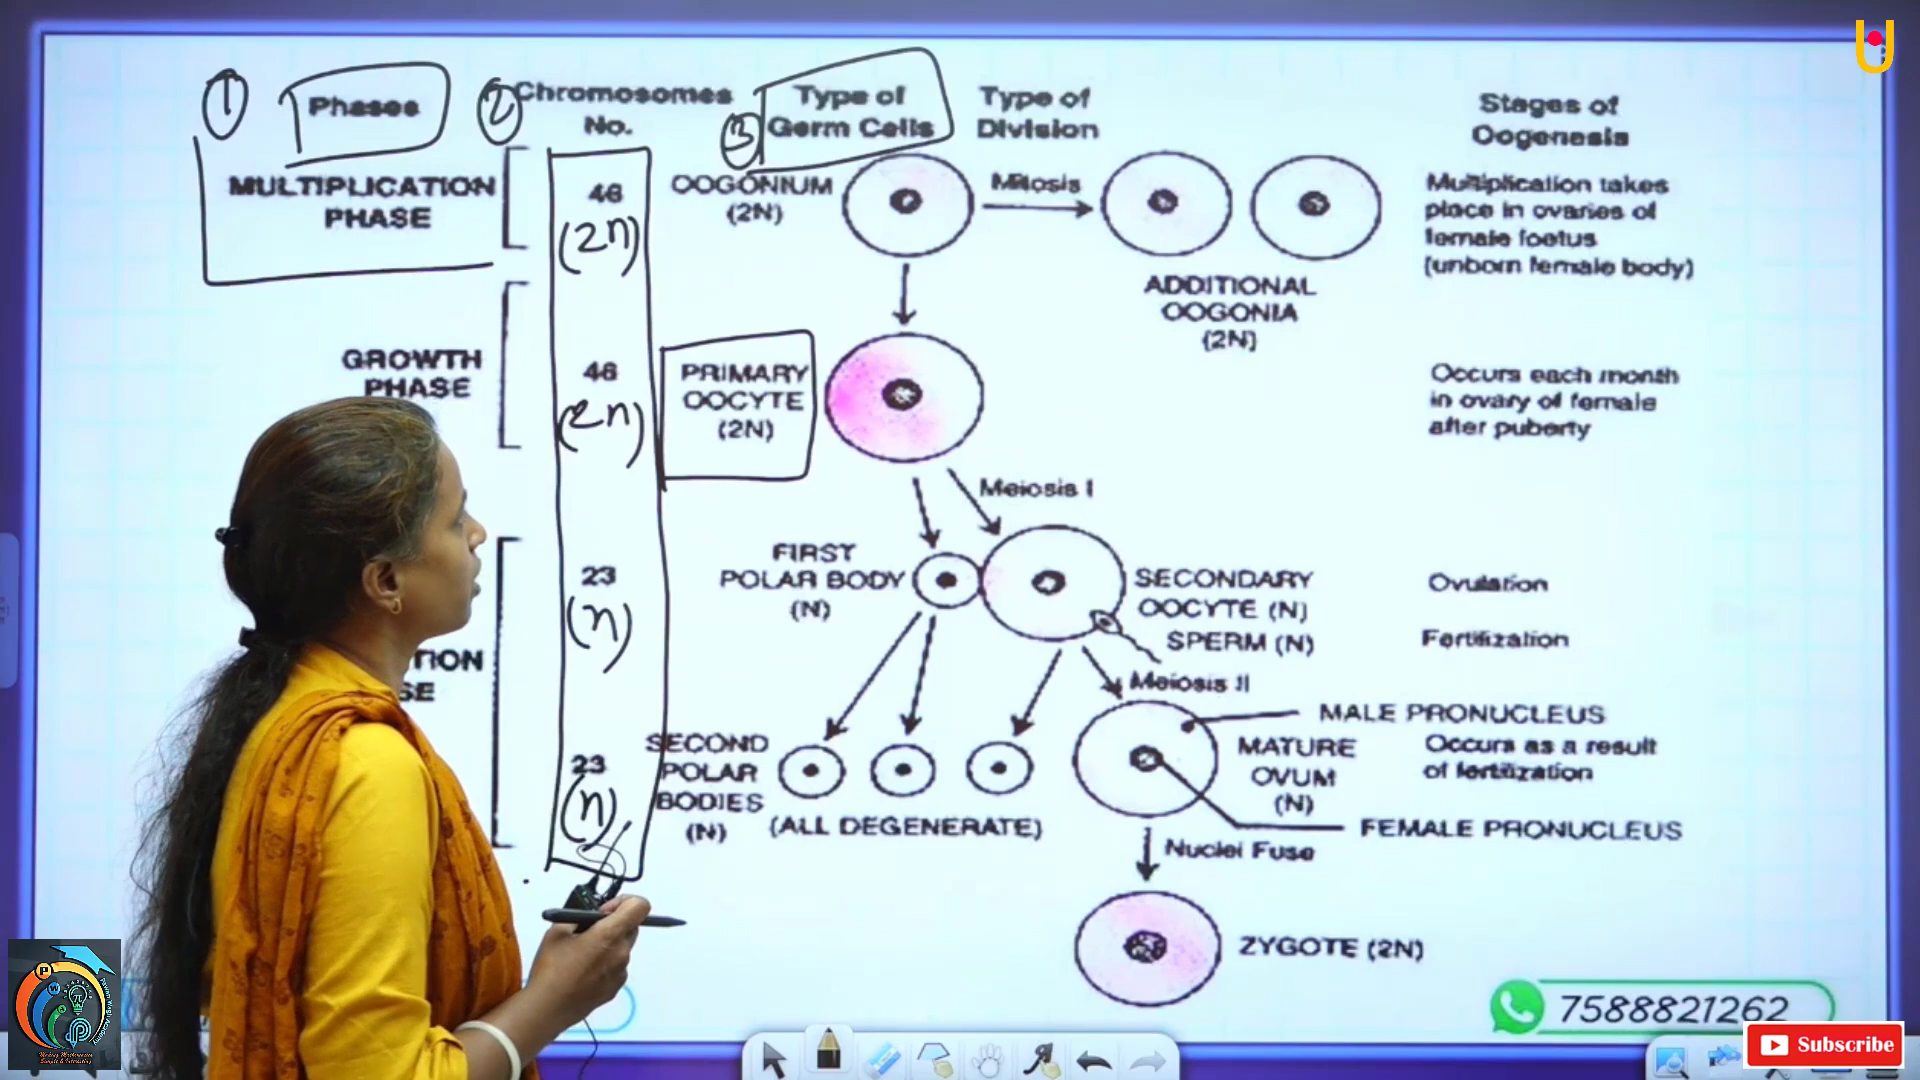 1 Phases
2 Chromosomes
No.
3 Type of
Germ Cells
Type of
Division
Stages of
Oogenesis
MULTIPLICATION
PHASE
46
(2n)
OOGONIUM
(2N)
Mitosis
ADDITIONAL
OOGONIA
(2N)
Multiplication takes
place in ovaries of
female foetus
(unborn female body)
GROWTH
PHASE
46
(2n)
PRIMARY
OOCYTE
(2N)
Occurs each month
in ovary of female
after puberty
Meiosis I
23
(n)
FIRST
POLAR BODY
(N)
SECONDARY
OOCYTE (N)
SPERM (N)
Ovulation
Fertilization
TION
SE
Meiosis II
23
(n)
SECOND
POLAR
BODIES
(N)
(ALL DEGENERATE)
MATURE
OVUM
(N)
MALE PRONUCLEUS
Occurs as a result
of fertilization
FEMALE PRONUCLEUS
Nuclei Fuse
ZYGOTE (2N)
7588821262
Subscribe